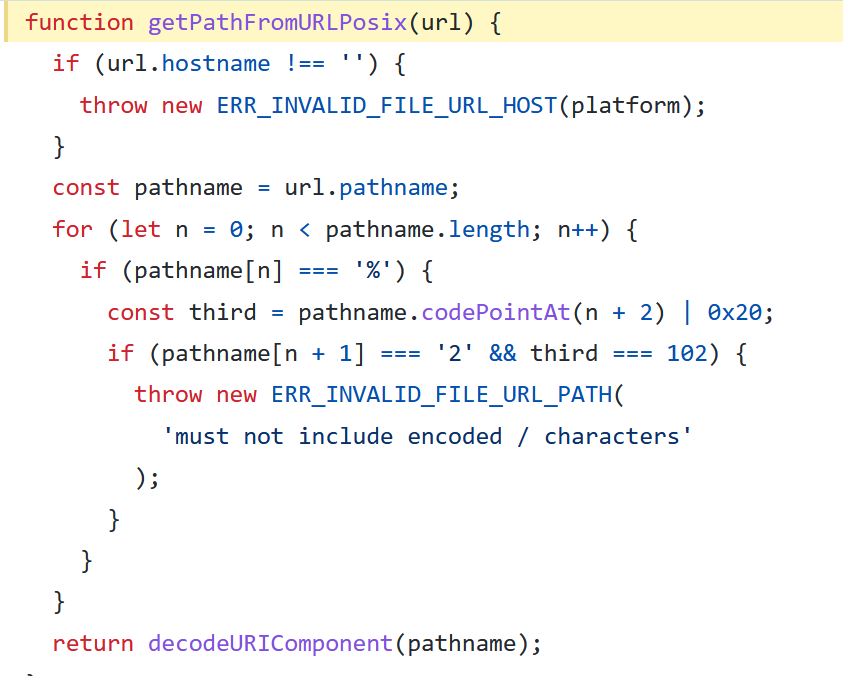 function getPathFromURLPosix(url) {
  if (url.hostname !== '') {
    throw new ERR_INVALID_FILE_URL_HOST(platform);
  }
  const pathname = url.pathname;
  for (let n = 0; n < pathname.length; n++) {
    if (pathname[n] === '%') {
      const third = pathname.codePointAt(n + 2) | 0x20;
      if (pathname[n + 1] === '2' && third === 102) {
        throw new ERR_INVALID_FILE_URL_PATH(
          'must not include encoded / characters'
        );
      }
    }
  }
  return decodeURIComponent(pathname);